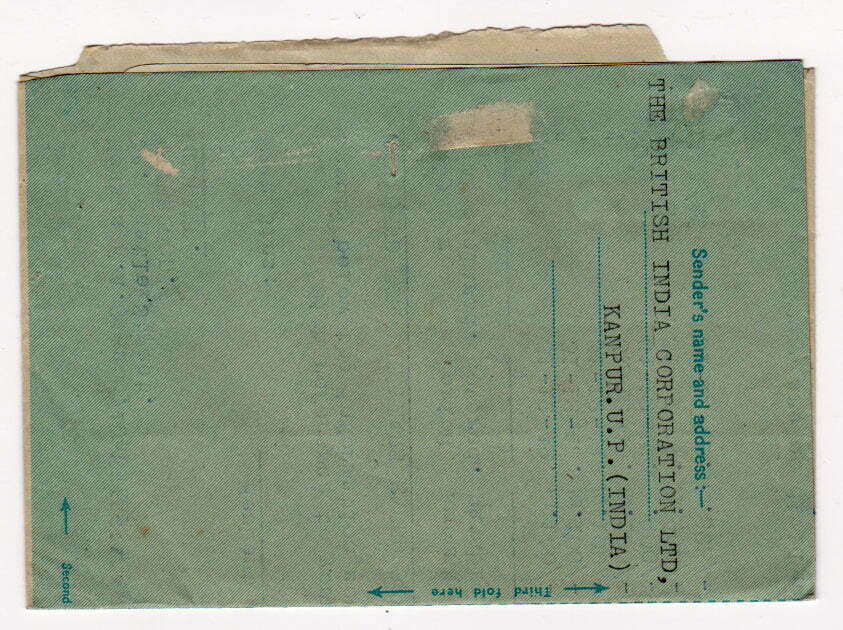 Sender's name and address :—
THE BRITISH INDIA CORPORATION LTD,
KANPUR.U.P.(INDIA)
Third fold here
Second